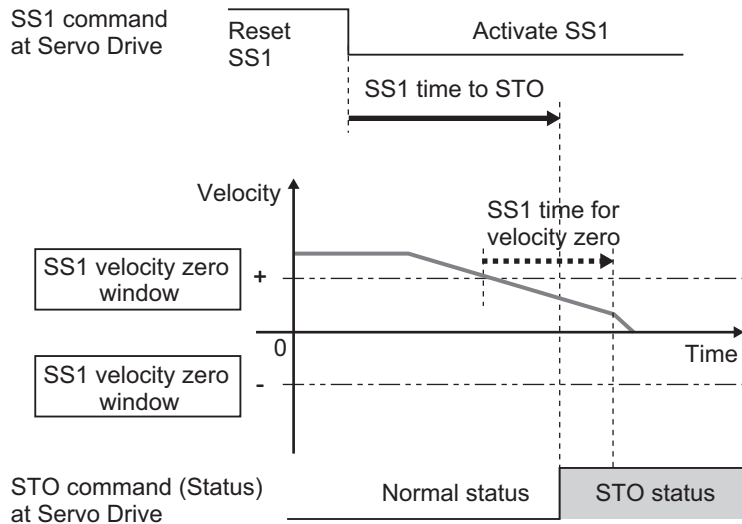 SS1 command
at Servo Drive
Reset
SS1
Activate SS1
SS1 time to STO
Velocity
SS1 time for
velocity zero
SS1 velocity zero
window
+
0
Time
SS1 velocity zero
window
-
STO command (Status)
at Servo Drive
Normal status
STO status